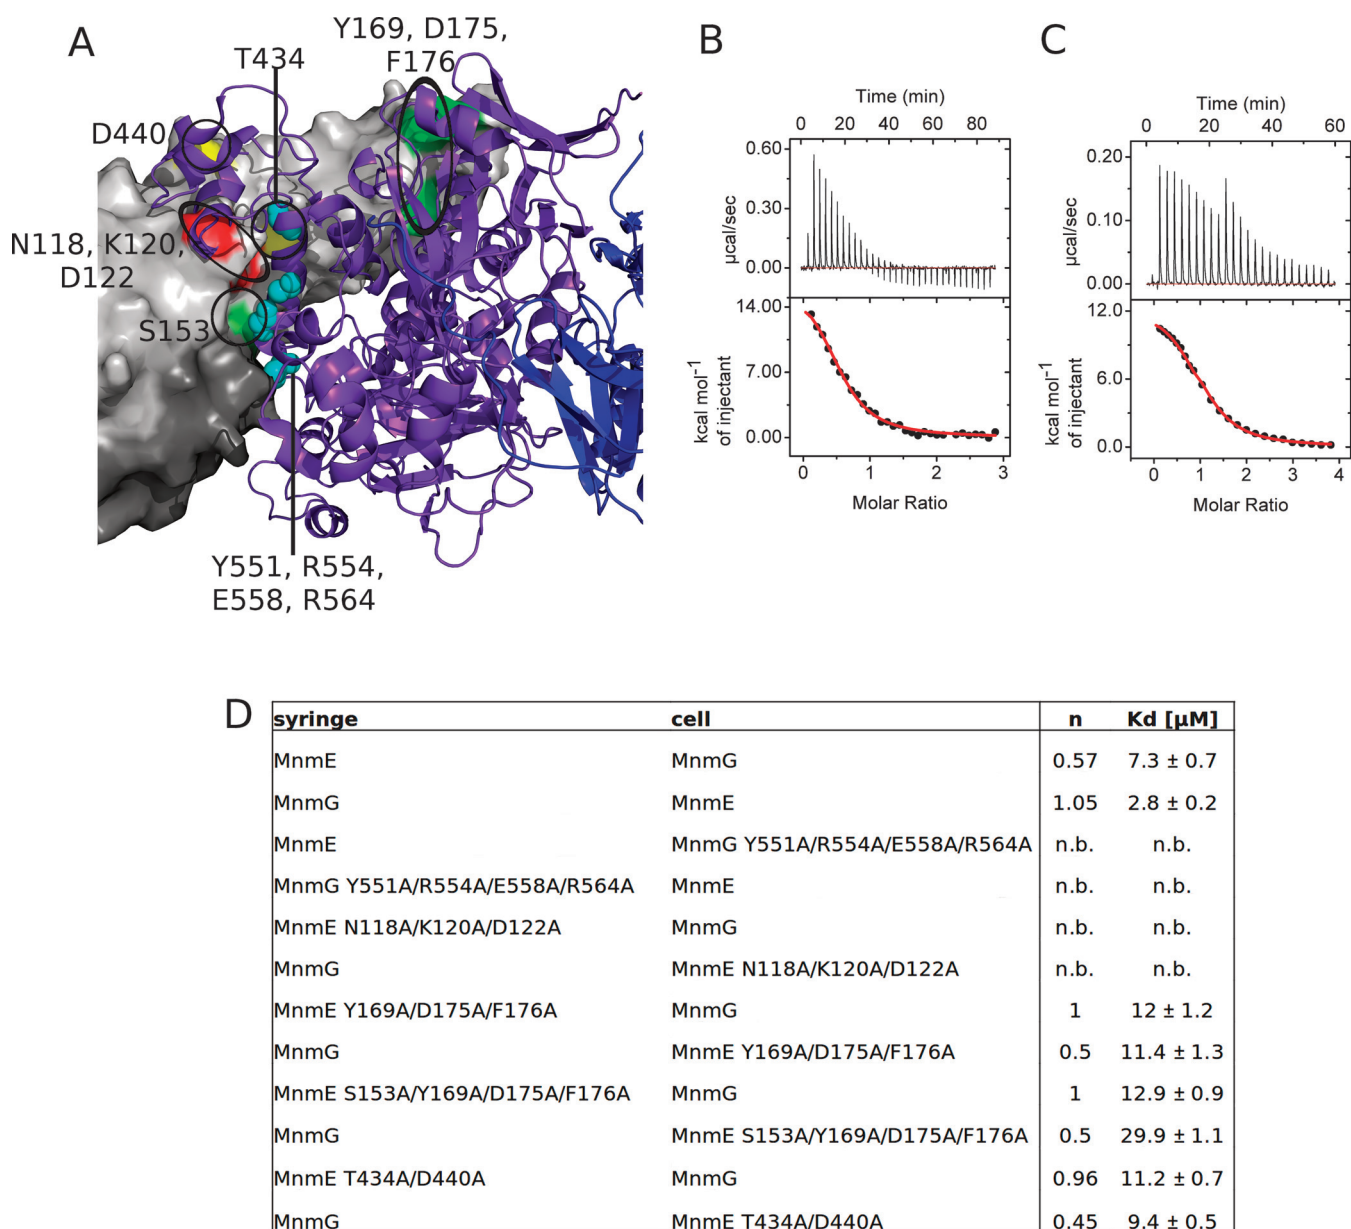 A
Y169, D175,
F176
T434
D440
N118, K120,
D122
S153
Y551, R554,
E558, R564
B
Time (min)
0 20 40 60 80
0.60
0.30
0.00
µcal/sec
14.00
7.00
0.00
kcal mol⁻¹
of injectant
0 1 2 3
Molar Ratio
C
Time (min)
0 20 40 60
0.20
0.10
0.00
µcal/sec
12.0
6.0
0.0
kcal mol⁻¹
of injectant
0 1 2 3 4
Molar Ratio
D
syringe cell n Kd [µM]
MnmE MnmG 0.57 7.3 ± 0.7
MnmG MnmE 1.05 2.8 ± 0.2
MnmE MnmG Y551A/R554A/E558A/R564A n.b. n.b.
MnmG Y551A/R554A/E558A/R564A MnmE n.b. n.b.
MnmE N118A/K120A/D122A MnmG n.b. n.b.
MnmG MnmE N118A/K120A/D122A n.b. n.b.
MnmE Y169A/D175A/F176A MnmG 1 12 ± 1.2
MnmG MnmE Y169A/D175A/F176A 0.5 11.4 ± 1.3
MnmE S153A/Y169A/D175A/F176A MnmG 1 12.9 ± 0.9
MnmG MnmE S153A/Y169A/D175A/F176A 0.5 29.9 ± 1.1
MnmE T434A/D440A MnmG 0.96 11.2 ± 0.7
MnmG MnmE T434A/D440A 0.45 9.4 ± 0.5